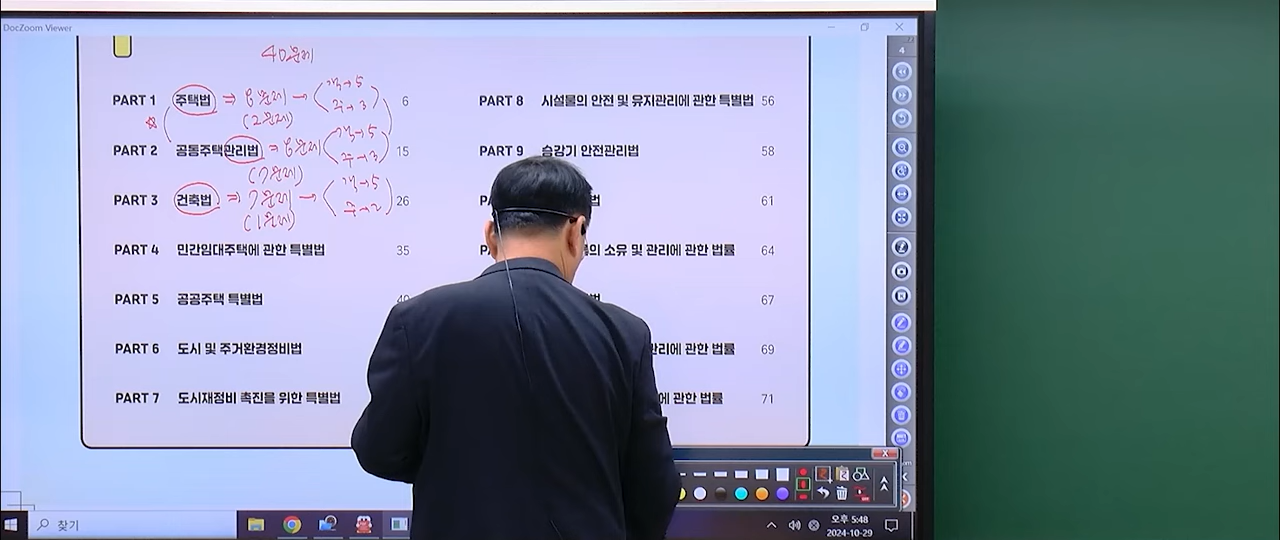 DocZoom Viewer
4
40문제
PART 1 주택법 ⇒ 8문제 → (객→5 6
주→3
(2문제)
PART 2 공동주택관리법 ⇒ 8문제 (객→5 15
주→3
(7문제)
PART 3 건축법 ⇒ 7문제 → (객→5 26
주→2
(1문제)
PART 4 민간임대주택에 관한 특별법 35
PART 5 공공주택 특별법 40
PART 6 도시 및 주거환경정비법
PART 7 도시재정비 촉진을 위한 특별법
PART 8 시설물의 안전 및 유지관리에 관한 특별법 56
PART 9 승강기 안전관리법 58
법 61
의 소유 및 관리에 관한 법률 64
법 67
관리에 관한 법률 69
에 관한 법률 71
찾기
오후 5:48
2024-10-29